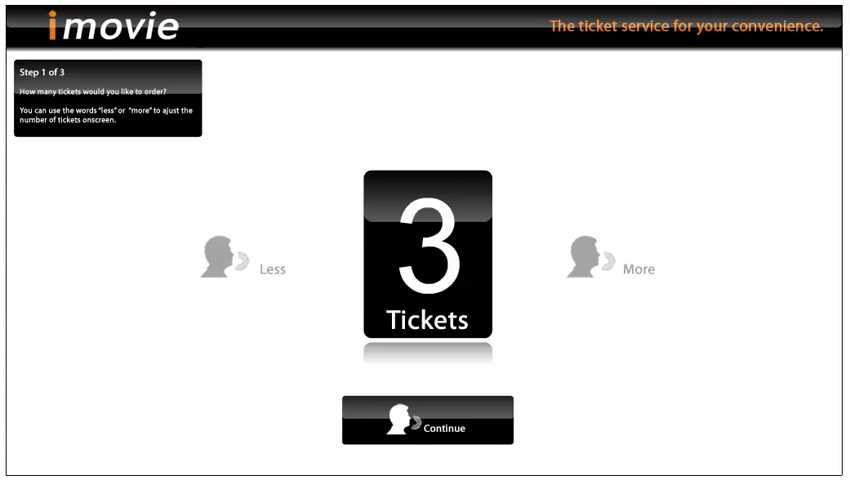 imovie
The ticket service for your convenience.
Step 1 of 3
How many tickets would you like to order?
You can use the words "less" or "more" to ajust the
number of tickets onscreen.
3
Tickets
Less
More
Continue